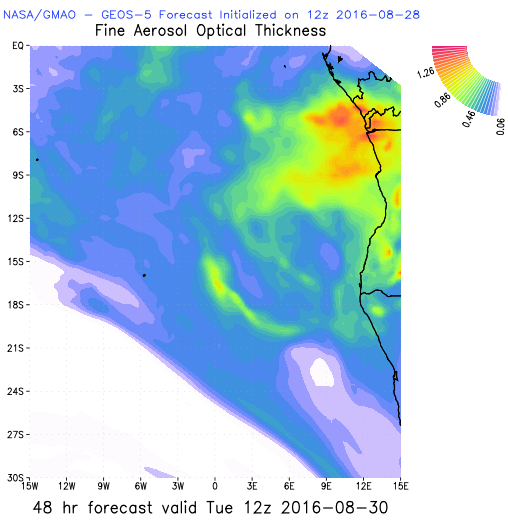 NASA/GMAO - GEOS-5 Forecast Initialized on 12z 2016-08-28
Fine Aerosol Optical Thickness
EQ
3S
6S
9S
12S
15S
18S
21S
24S
27S
30S
15W 12W 9W 6W 3W 0 3E 6E 9E 12E 15E
1.26
0.86
0.46
0.06
48 hr forecast valid Tue 12z 2016-08-30